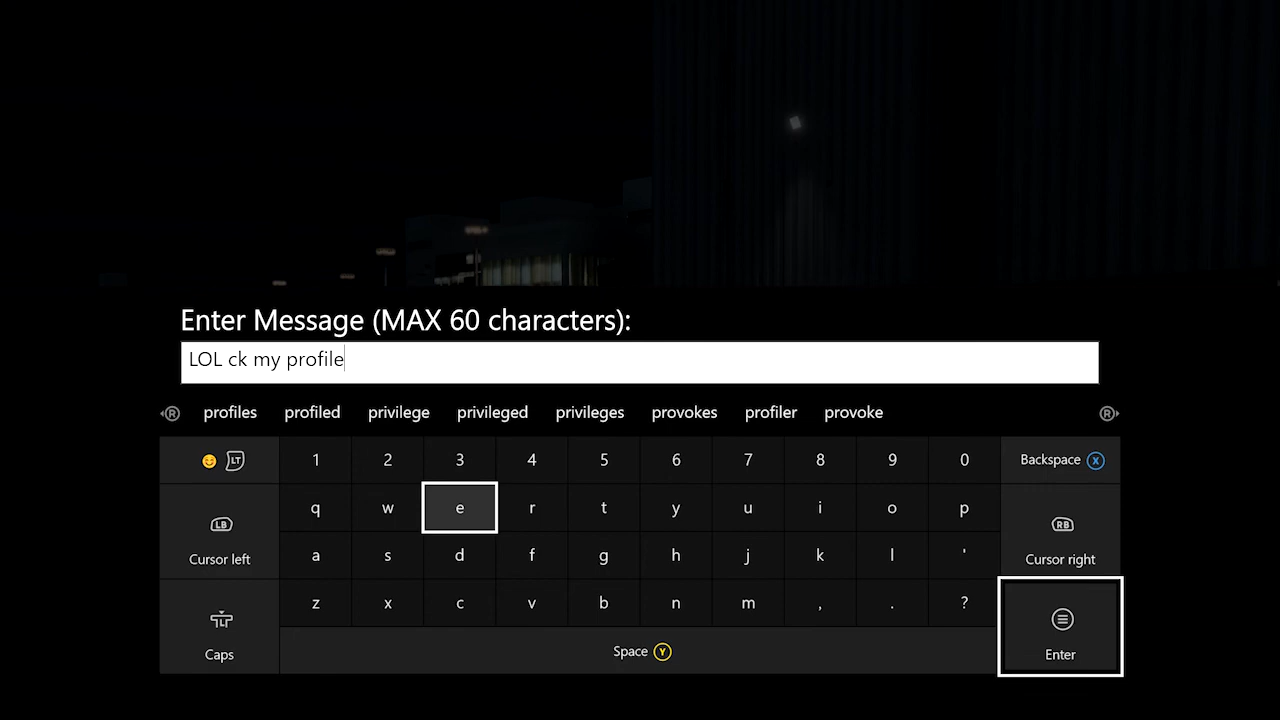 Enter Message (MAX 60 characters):
LOL ck my profile
R profiles profiled privilege privileged privileges provokes profiler provoke R
LT 1 2 3 4 5 6 7 8 9 0 Backspace X
q w e r t y u i o p
LB RB
Cursor left a s d f g h j k l ' Cursor right
z x c v b n m , . ?
Caps Space Y Enter